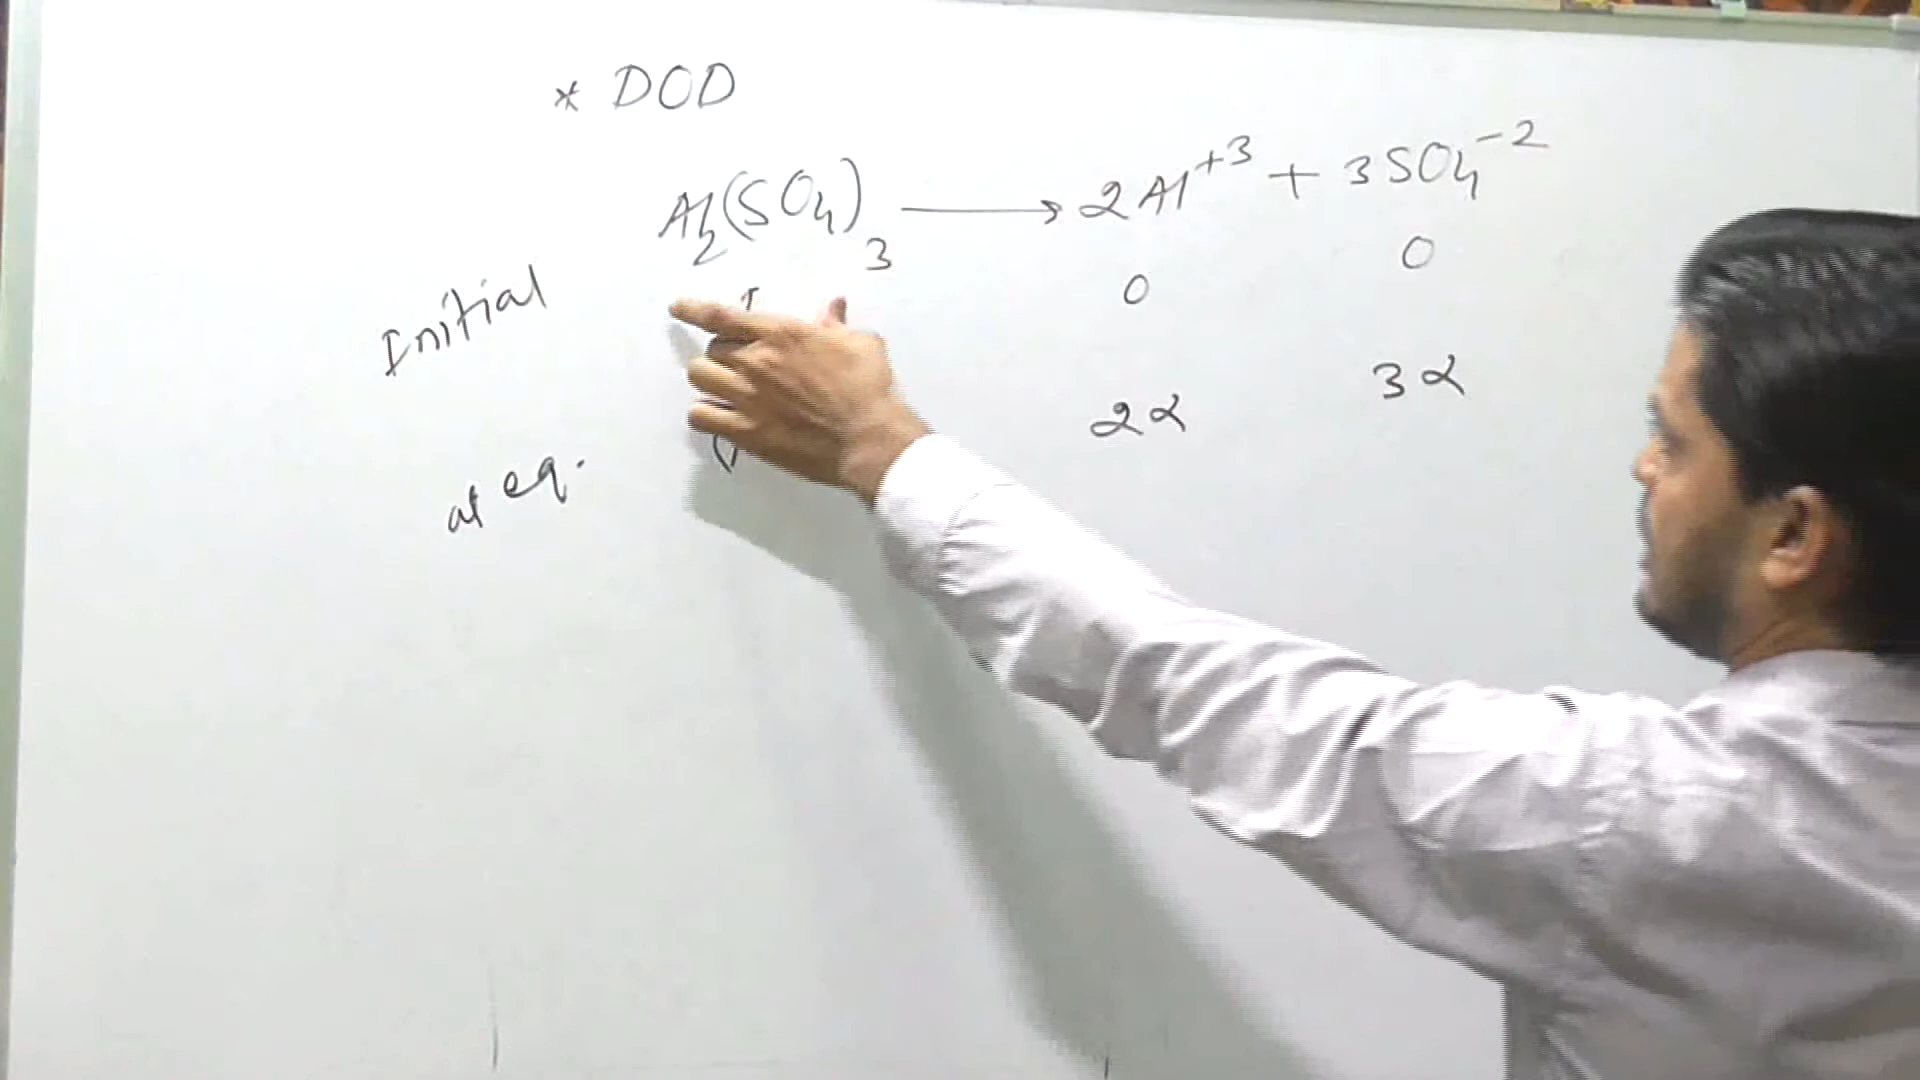 * DOD
Al2(SO4)3 → 2Al+3 + 3SO4-2
Initial 0 0
at eq. 2α 3α